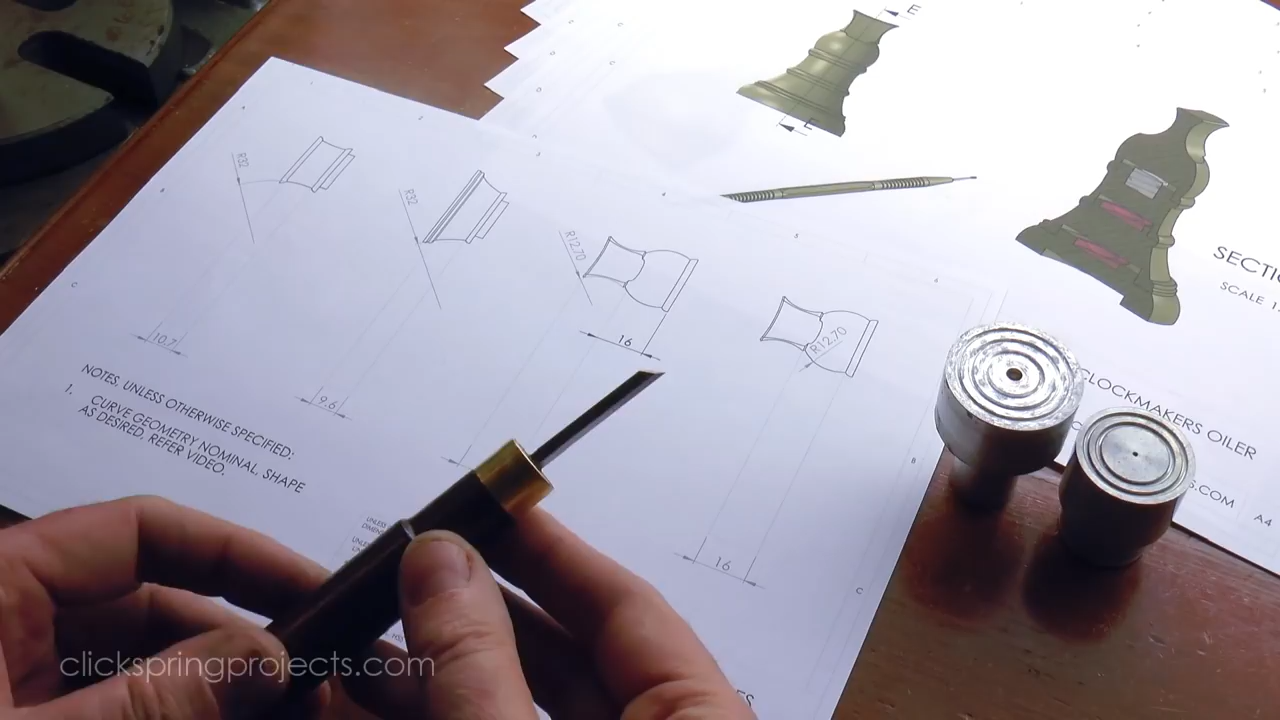 E
E
R32
R32
R12.70
16
R12.70
10.7
9.6
16
SECTIO
SCALE 1
CLOCKMAKERS OILER
S.COM A4
NOTES, UNLESS OTHERWISE SPECIFIED:
1. CURVE GEOMETRY NOMINAL, SHAPE
AS DESIRED, REFER VIDEO.
clickspringprojects.com